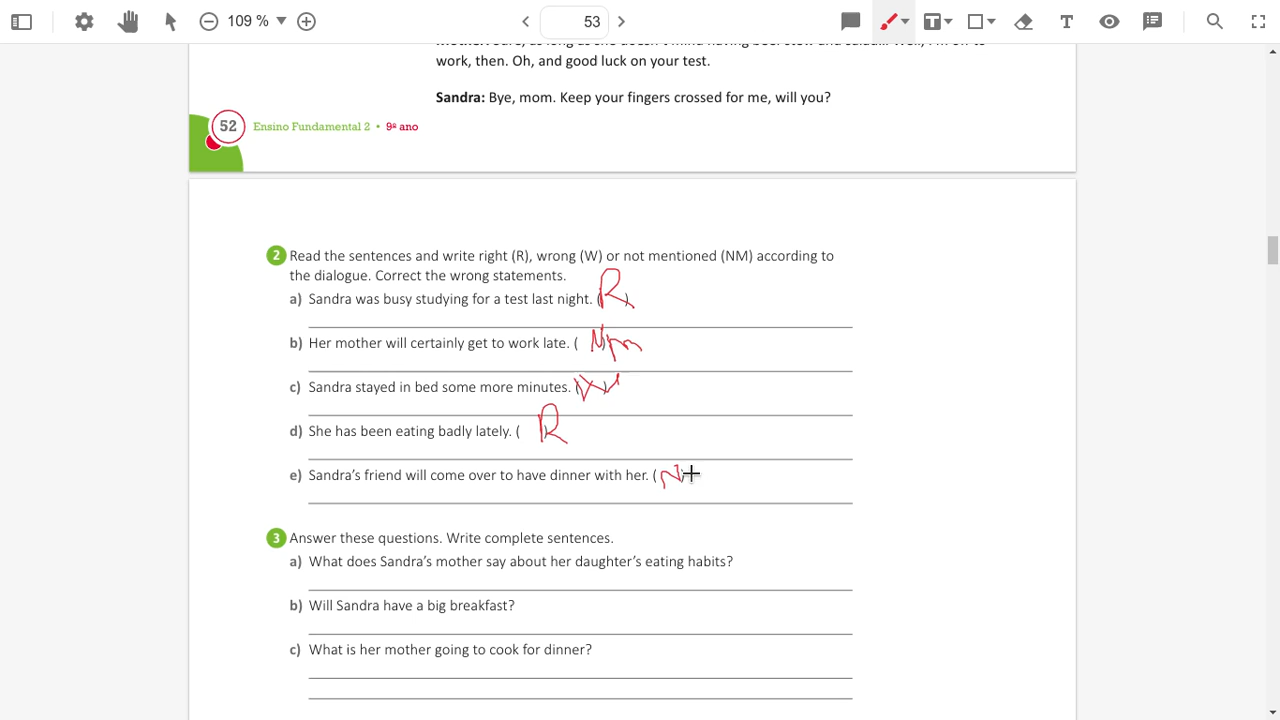 109 %
53
work, then. Oh, and good luck on your test.
Sandra: Bye, mom. Keep your fingers crossed for me, will you?
52 Ensino Fundamental 2 • 9º ano
2 Read the sentences and write right (R), wrong (W) or not mentioned (NM) according to
the dialogue. Correct the wrong statements.
a) Sandra was busy studying for a test last night. (R)
b) Her mother will certainly get to work late. ( Nm
c) Sandra stayed in bed some more minutes. (W)
d) She has been eating badly lately. ( R
e) Sandra's friend will come over to have dinner with her. (N)
3 Answer these questions. Write complete sentences.
a) What does Sandra's mother say about her daughter's eating habits?
b) Will Sandra have a big breakfast?
c) What is her mother going to cook for dinner?